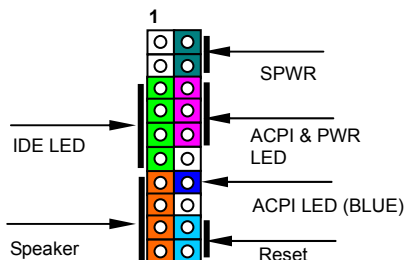 1
SPWR
IDE LED
ACPI & PWR
LED
ACPI LED (BLUE)
Speaker
Reset